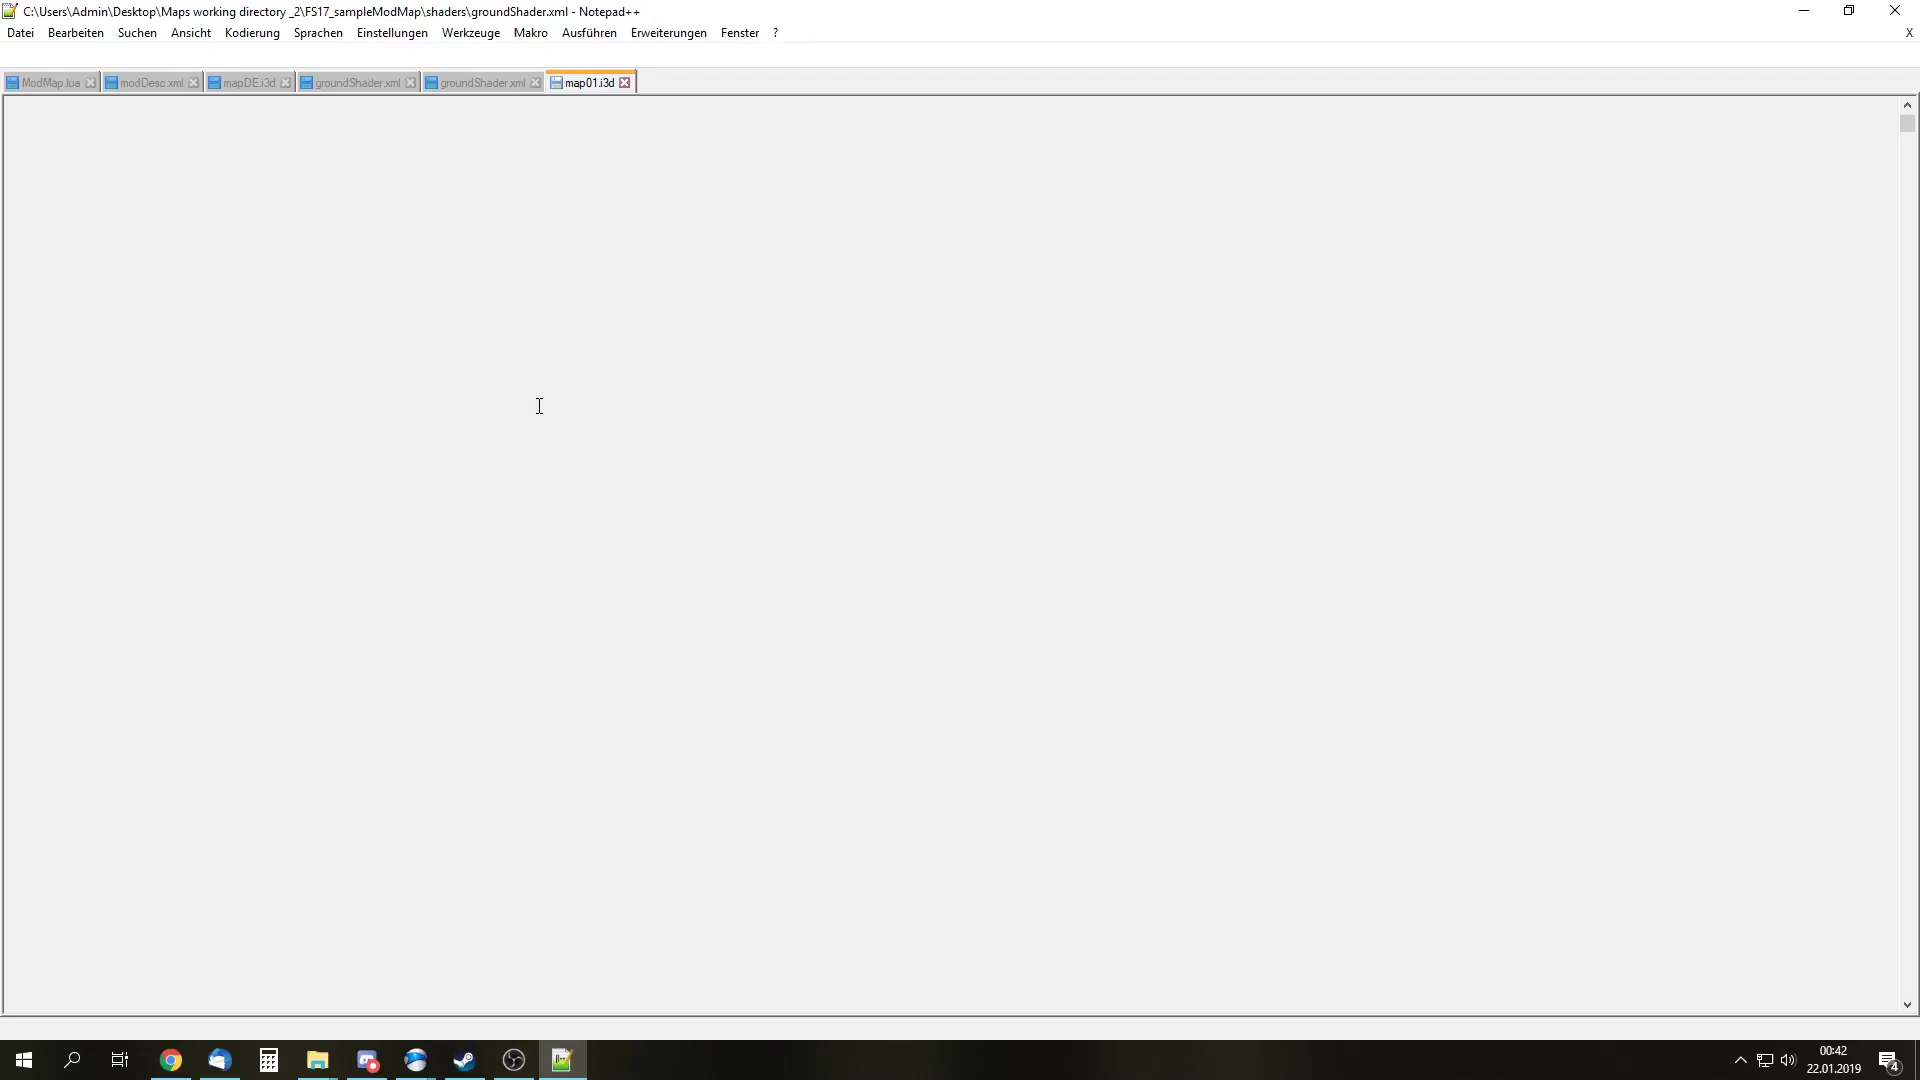 C:\Users\Admin\Desktop\Maps working directory _2\FS17_sampleModMap\shaders\groundShader.xml - Notepad++
Datei Bearbeiten Suchen Ansicht Kodierung Sprachen Einstellungen Werkzeuge Makro Ausführen Erweiterungen Fenster ? X
ModMap.lua modDesc.xml mapDE.i3d groundShader.xml groundShader.xml map01.i3d
00:42
22.01.2019
4